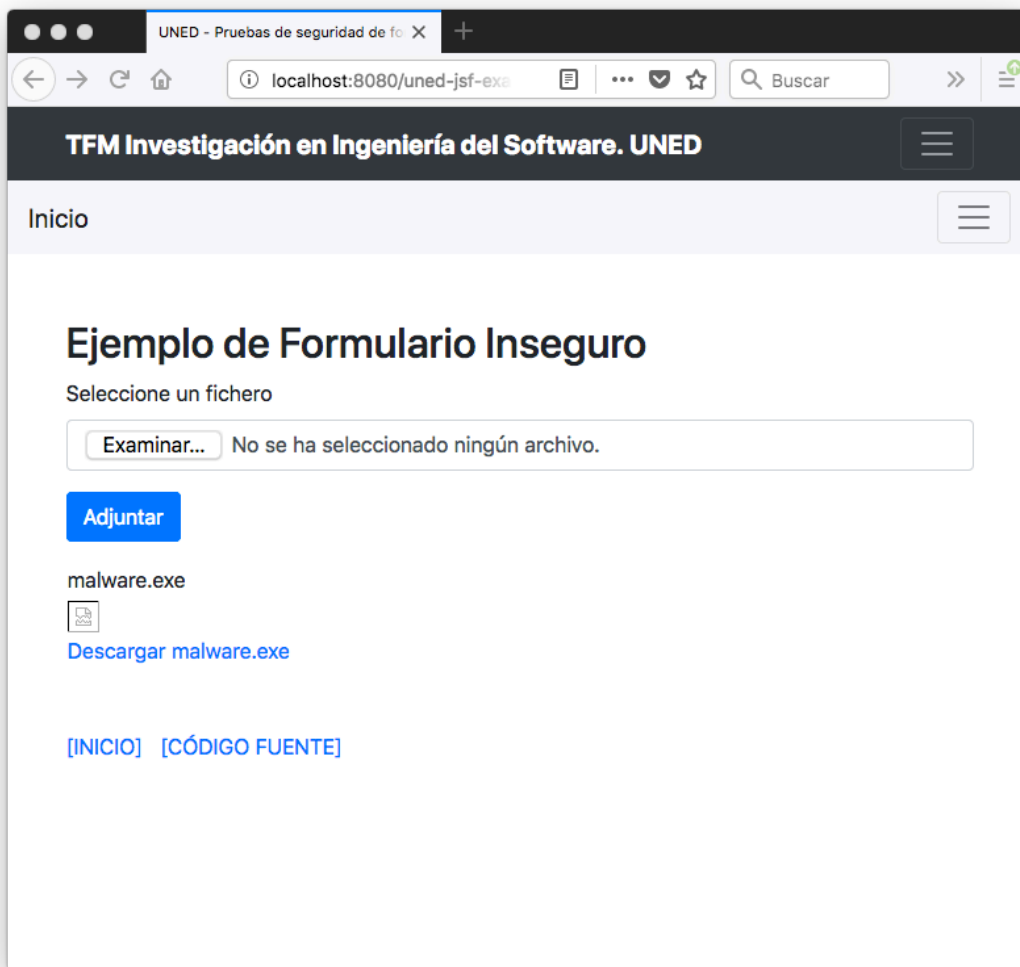 UNED - Pruebas de seguridad de fo
localhost:8080/uned-jsf-exa
Buscar
TFM Investigación en Ingeniería del Software. UNED
Inicio
Ejemplo de Formulario Inseguro
Seleccione un fichero
Examinar... No se ha seleccionado ningún archivo.
Adjuntar
malware.exe
Descargar malware.exe
[INICIO] [CÓDIGO FUENTE]